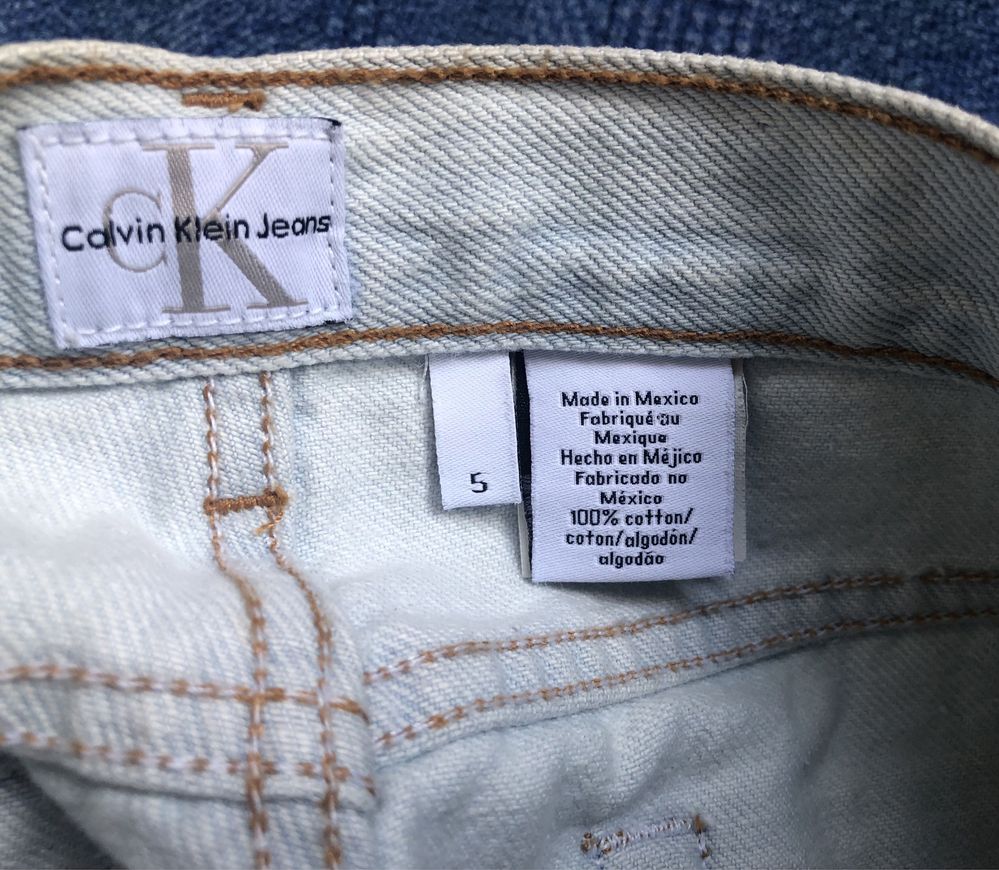 CK
Calvin Klein Jeans
5
Made in Mexico
Fabriqué au
Mexique
Hecho en Méjico
Fabricado no
México
100% cotton/
coton/algodón/
algodão